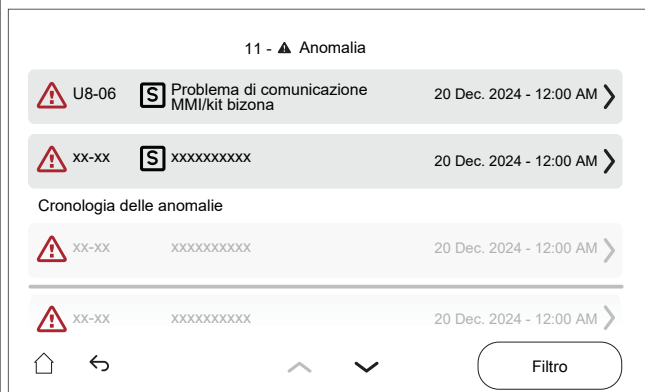 11 - Anomalia
U8-06 S Problema di comunicazione 20 Dec. 2024 - 12:00 AM
MMI/kit bizona
xx-xx S xxxxxxxxxx 20 Dec. 2024 - 12:00 AM
Cronologia delle anomalie
xx-xx xxxxxxxxxx 20 Dec. 2024 - 12:00 AM
xx-xx xxxxxxxxxx 20 Dec. 2024 - 12:00 AM
Filtro